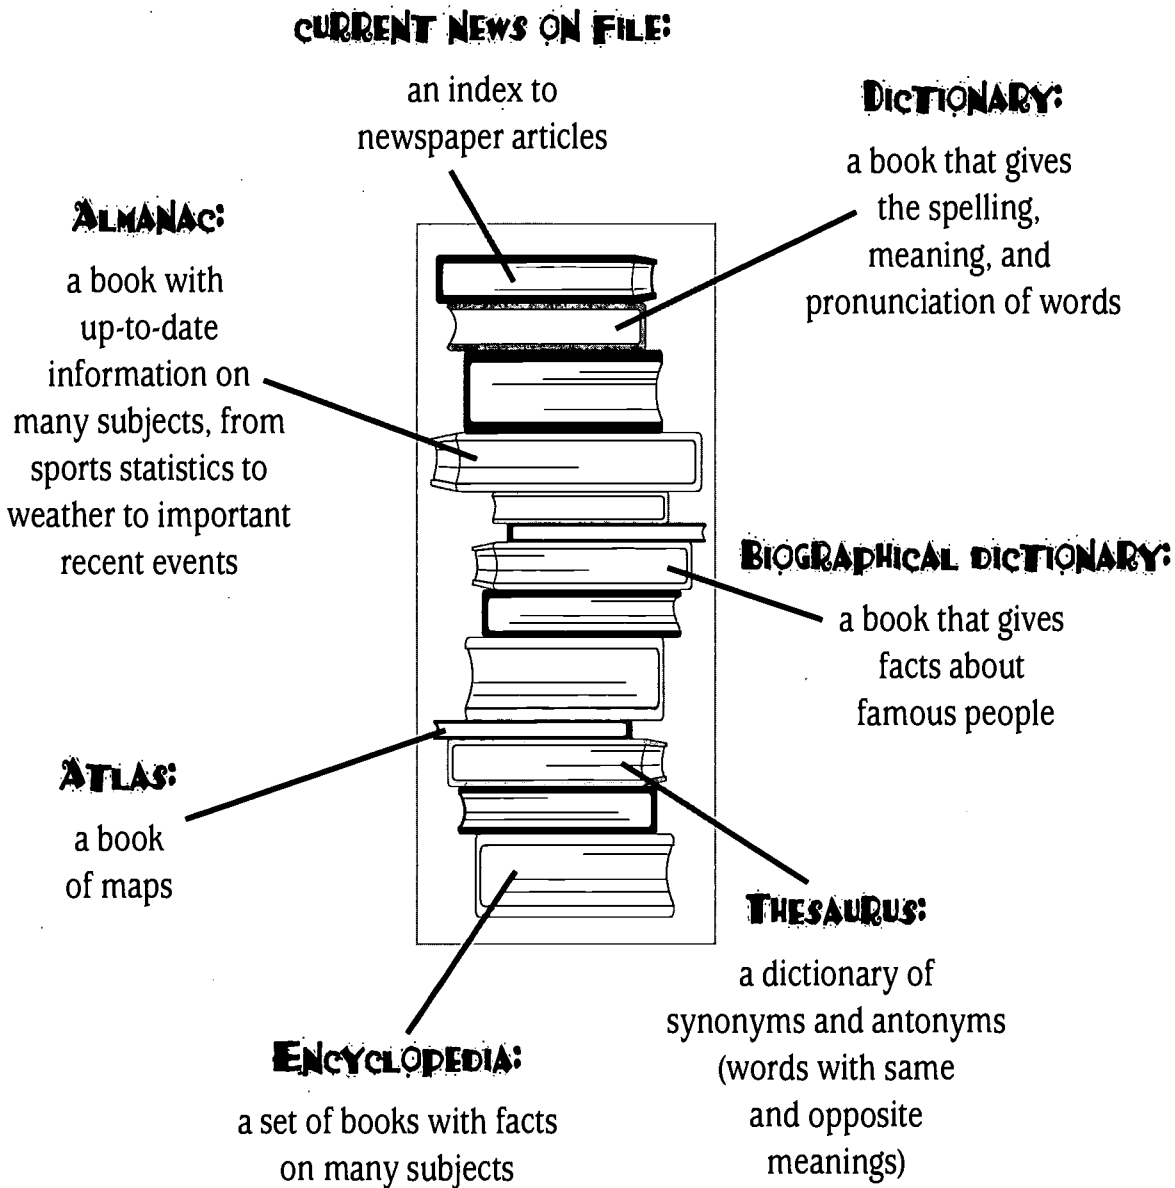 CURRENT NEWS ON FILE:
an index to
newspaper articles
DICTIONARY:
a book that gives
the spelling,
meaning, and
pronunciation of words
ALMANAC:
a book with
up-to-date
information on
many subjects, from
sports statistics to
weather to important
recent events
BIOGRAPHICAL DICTIONARY:
a book that gives
facts about
famous people
ATLAS:
a book
of maps
THESAURUS:
a dictionary of
synonyms and antonyms
(words with same
and opposite
meanings)
ENCYCLOPEDIA:
a set of books with facts
on many subjects